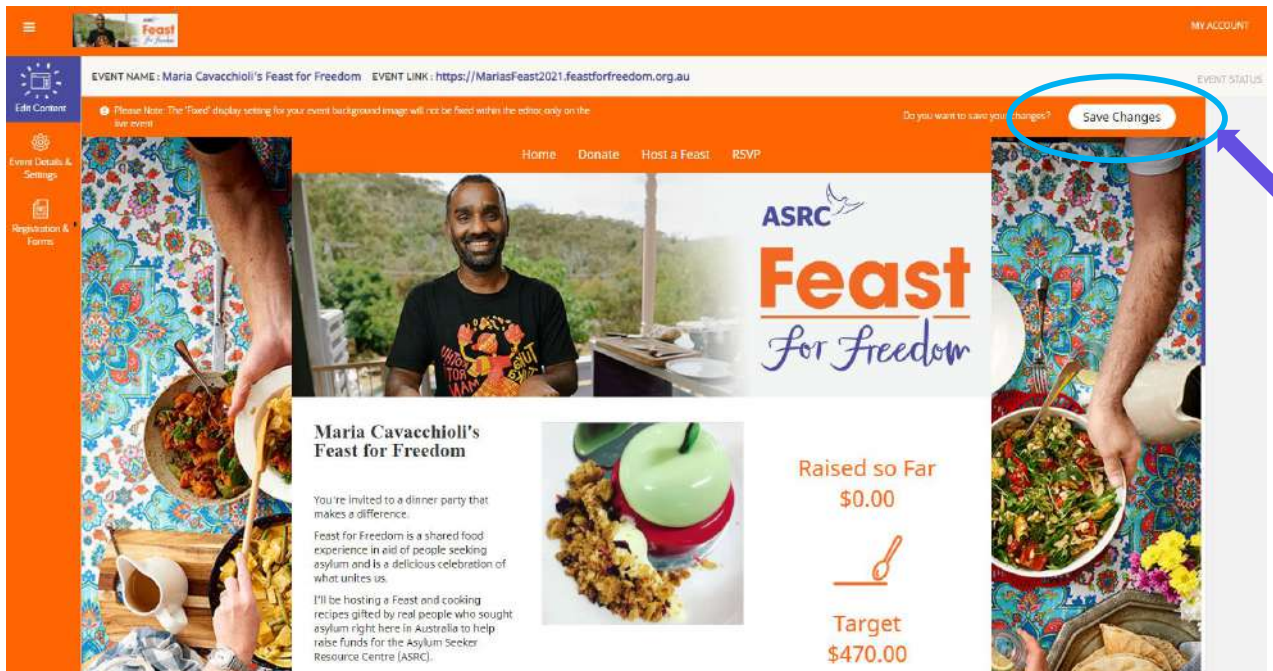 ASRC
Feast
for freedom
MY ACCOUNT
EVENT NAME : Maria Cavacchioli's Feast for Freedom EVENT LINK : https://MariasFeast2021.feastforfreedom.org.au
EVENT STATUS
Edit Content
Please Note: The 'Fixed' display setting for your event background image will not be fixed within the editor, only on the
live event
Do you want to save your changes?
Save Changes
Event Details &
Settings
Registration &
Forms
Home Donate Host a Feast RSVP
ASRC
Feast
for freedom
Maria Cavacchioli's
Feast for Freedom
You're invited to a dinner party that
makes a difference.
Feast for Freedom is a shared food
experience in aid of people seeking
asylum and is a delicious celebration of
what unites us.
I'll be hosting a Feast and cooking
recipes gifted by real people who sought
asylum right here in Australia to help
raise funds for the Asylum Seeker
Resource Centre (ASRC).
Raised so Far
$0.00
Target
$470.00